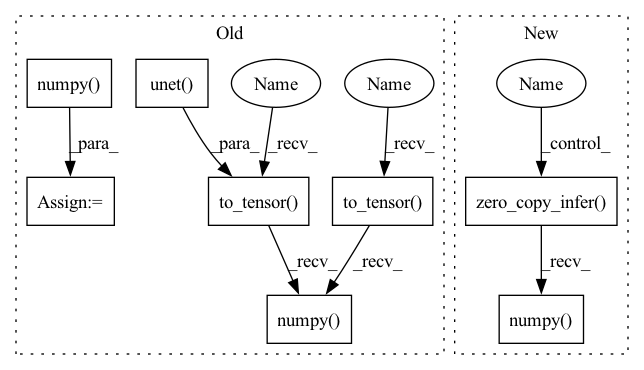 Old
New
numpy()
unet()
Name
Name
Name
_para_
_para_
_recv_
_recv_
_control_
Assign:=
to_tensor()
to_tensor()
zero_copy_infer()
_recv_
_recv_
_recv_
numpy()
numpy()